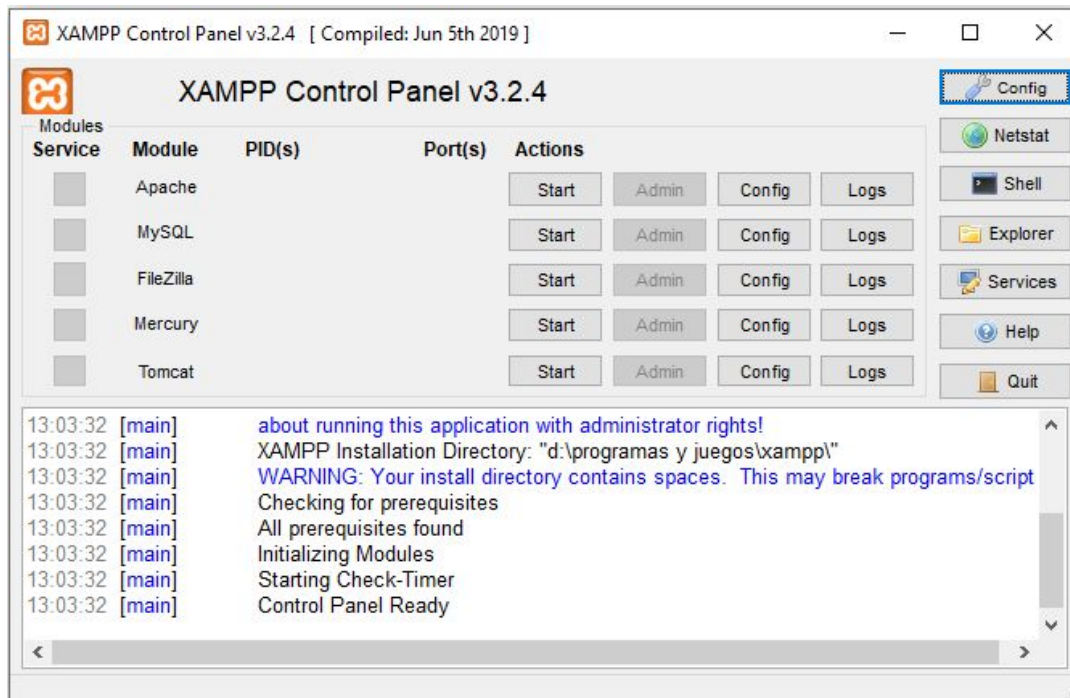 XAMPP Control Panel v3.2.4 [ Compiled: Jun 5th 2019 ]
XAMPP Control Panel v3.2.4
Config
Modules
Service Module PID(s) Port(s) Actions
Netstat
Apache Start Admin Config Logs
Shell
MySQL Start Admin Config Logs
Explorer
FileZilla Start Admin Config Logs
Services
Mercury Start Admin Config Logs
Help
Tomcat Start Admin Config Logs
Quit
13:03:32 [main] about running this application with administrator rights!
13:03:32 [main] XAMPP Installation Directory: "d:\programas y juegos\xampp\"
13:03:32 [main] WARNING: Your install directory contains spaces. This may break programs/script
13:03:32 [main] Checking for prerequisites
13:03:32 [main] All prerequisites found
13:03:32 [main] Initializing Modules
13:03:32 [main] Starting Check-Timer
13:03:32 [main] Control Panel Ready